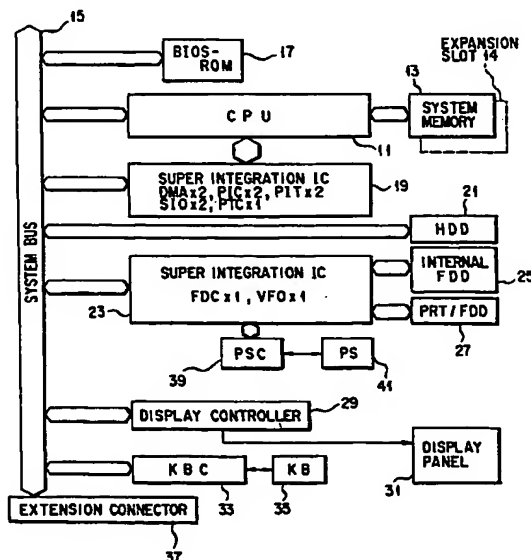 15
BIOS-
ROM
17
EXPANSION
SLOT 14
13
CPU
SYSTEM
MEMORY
11
SUPER INTEGRATION IC
DMAx2, PICx2, PITx2
SIOx2, PTCx1
19
21
HDD
SYSTEM BUS
SUPER INTEGRATION IC
FDCx1, VFOx1
23
INTERNAL
FDD
25
PRT/FDD
27
PSC
PS
39
41
29
DISPLAY CONTROLLER
DISPLAY
PANEL
31
KBC
KB
33
35
EXTENSION CONNECTOR
37